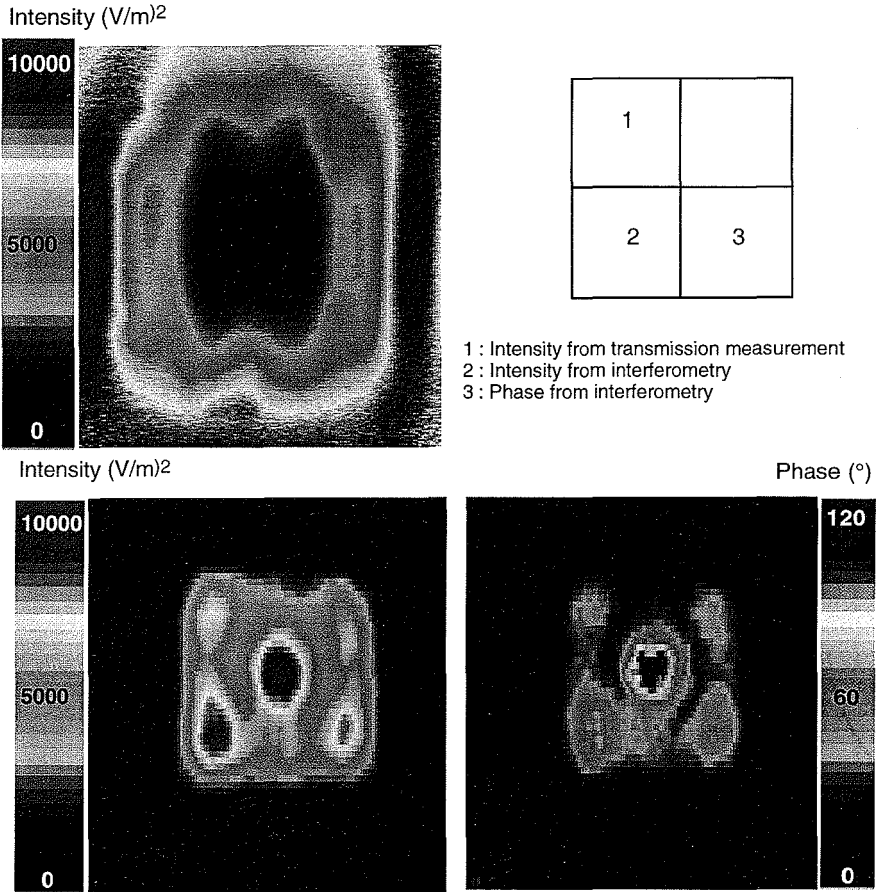 Intensity (V/m)2
10000
5000
0
1
2
3
1 : Intensity from transmission measurement
2 : Intensity from interferometry
3 : Phase from interferometry
Intensity (V/m)2
10000
5000
0
Phase (°)
120
60
0